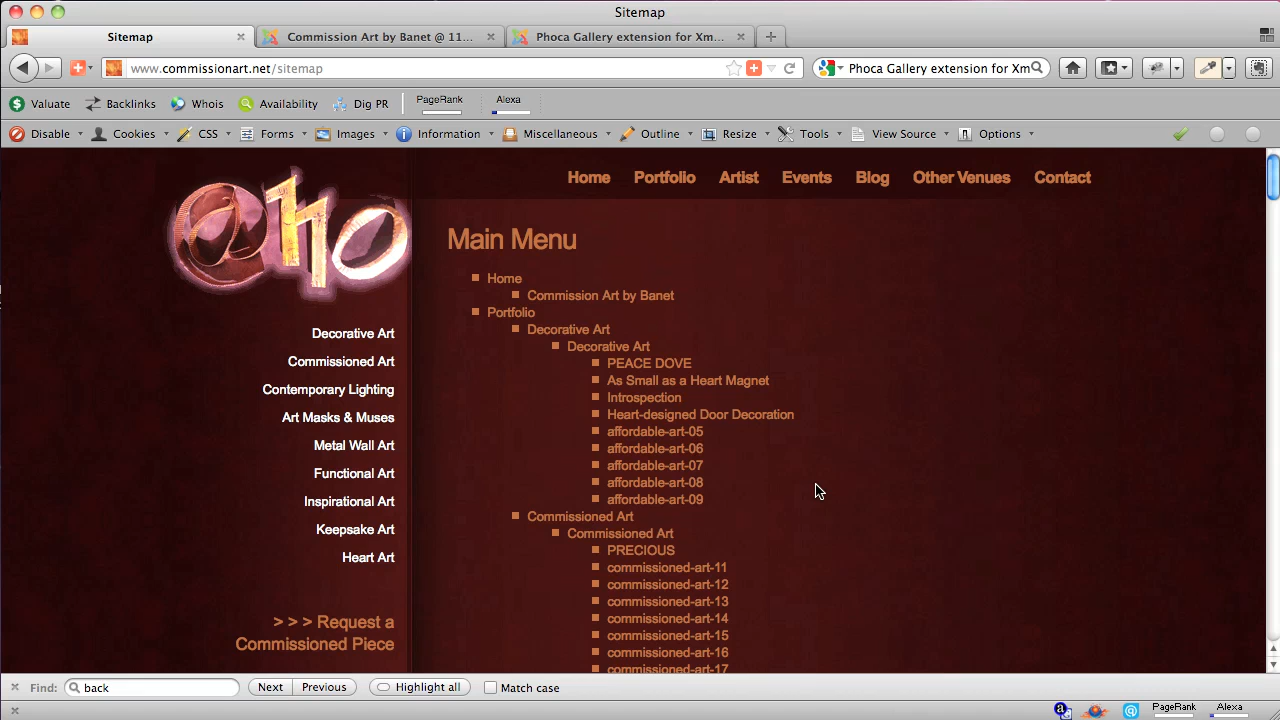 Sitemap
Sitemap
Commission Art by Banet @ 11...
Phoca Gallery extension for Xm...
www.commissionart.net/sitemap
Phoca Gallery extension for Xm
Valuate
Backlinks
Whois
Availability
Dig PR
PageRank
Alexa
Disable
Cookies
CSS
Forms
Images
Information
Miscellaneous
Outline
Resize
Tools
View Source
Options
@110
Home
Portfolio
Artist
Events
Blog
Other Venues
Contact
Decorative Art
Commissioned Art
Contemporary Lighting
Art Masks & Muses
Metal Wall Art
Functional Art
Inspirational Art
Keepsake Art
Heart Art
> > > Request a
Commissioned Piece
Main Menu
Home
Commission Art by Banet
Portfolio
Decorative Art
Decorative Art
PEACE DOVE
As Small as a Heart Magnet
Introspection
Heart-designed Door Decoration
affordable-art-05
affordable-art-06
affordable-art-07
affordable-art-08
affordable-art-09
Commissioned Art
Commissioned Art
PRECIOUS
commissioned-art-11
commissioned-art-12
commissioned-art-13
commissioned-art-14
commissioned-art-15
commissioned-art-16
commissioned-art-17
Find:
back
Next
Previous
Highlight all
Match case
PageRank
Alexa